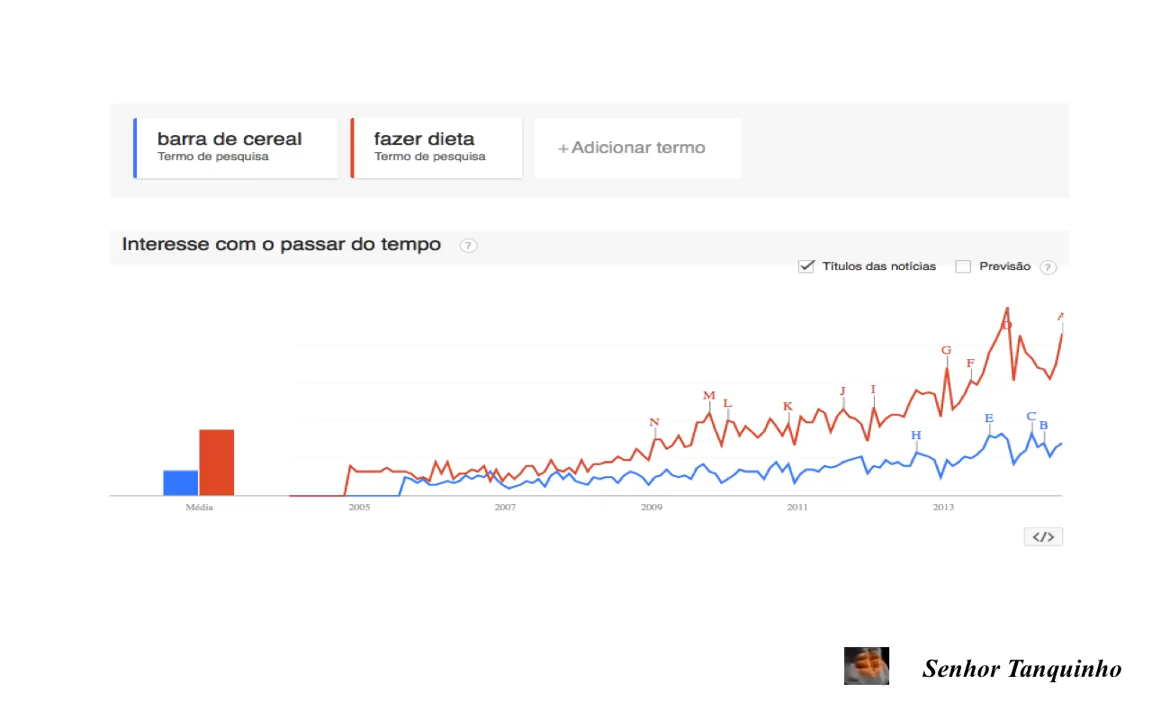 barra de cereal
Termo de pesquisa
fazer dieta
Termo de pesquisa
+Adicionar termo
Interesse com o passar do tempo ?
Títulos das notícias
Previsão ?
A
D
G
F
J
I
M
L
K
N
E
C
B
H
Média
2005
2007
2009
2011
2013
</>
Senhor Tanquinho